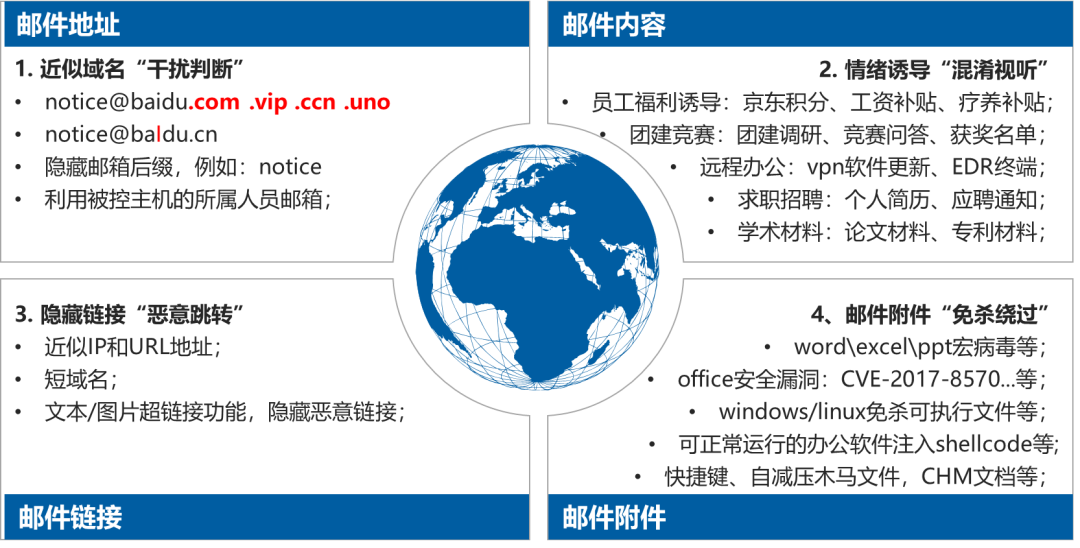 邮件地址
1. 近似域名“干扰判断”
• notice@baidu.com .vip .ccn .uno
• notice@baldu.cn
• 隐藏邮箱后缀，例如：notice
• 利用被控主机的所属人员邮箱；
邮件内容
2. 情绪诱导“混淆视听”
• 员工福利诱导：京东积分、工资补贴、疗养补贴；
• 团建竞赛：团建调研、竞赛问答、获奖名单；
• 远程办公：vpn软件更新、EDR终端；
• 求职招聘：个人简历、应聘通知；
• 学术材料：论文材料、专利材料；
3. 隐藏链接“恶意跳转”
• 近似IP和URL地址；
• 短域名；
• 文本/图片超链接功能，隐藏恶意链接；
邮件链接
4、邮件附件“免杀绕过”
• word\excel\ppt宏病毒等；
• office安全漏洞：CVE-2017-8570...等；
• windows/linux免杀可执行文件等；
• 可正常运行的办公软件注入shellcode等;
• 快捷键、自减压木马文件，CHM文档等；
邮件附件